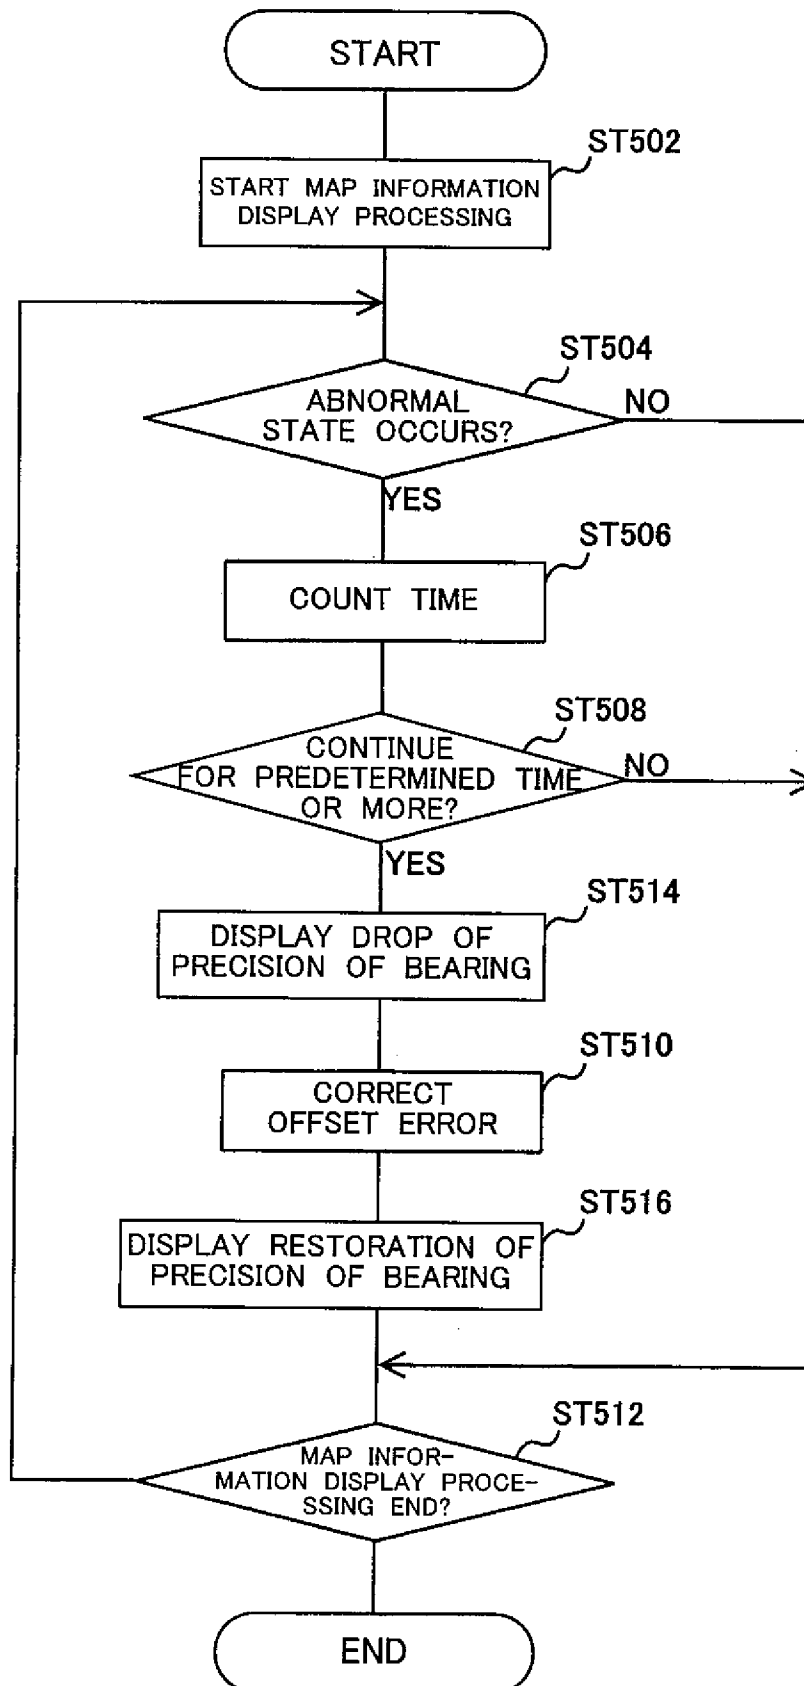 START
ST502
START MAP INFORMATION
DISPLAY PROCESSING
ST504
ABNORMAL
STATE OCCURS?
NO
YES
ST506
COUNT TIME
ST508
CONTINUE
FOR PREDETERMINED TIME
OR MORE?
NO
YES
ST514
DISPLAY DROP OF
PRECISION OF BEARING
ST510
CORRECT
OFFSET ERROR
ST516
DISPLAY RESTORATION OF
PRECISION OF BEARING
ST512
MAP INFOR-
MATION DISPLAY PROCE-
SSING END?
END